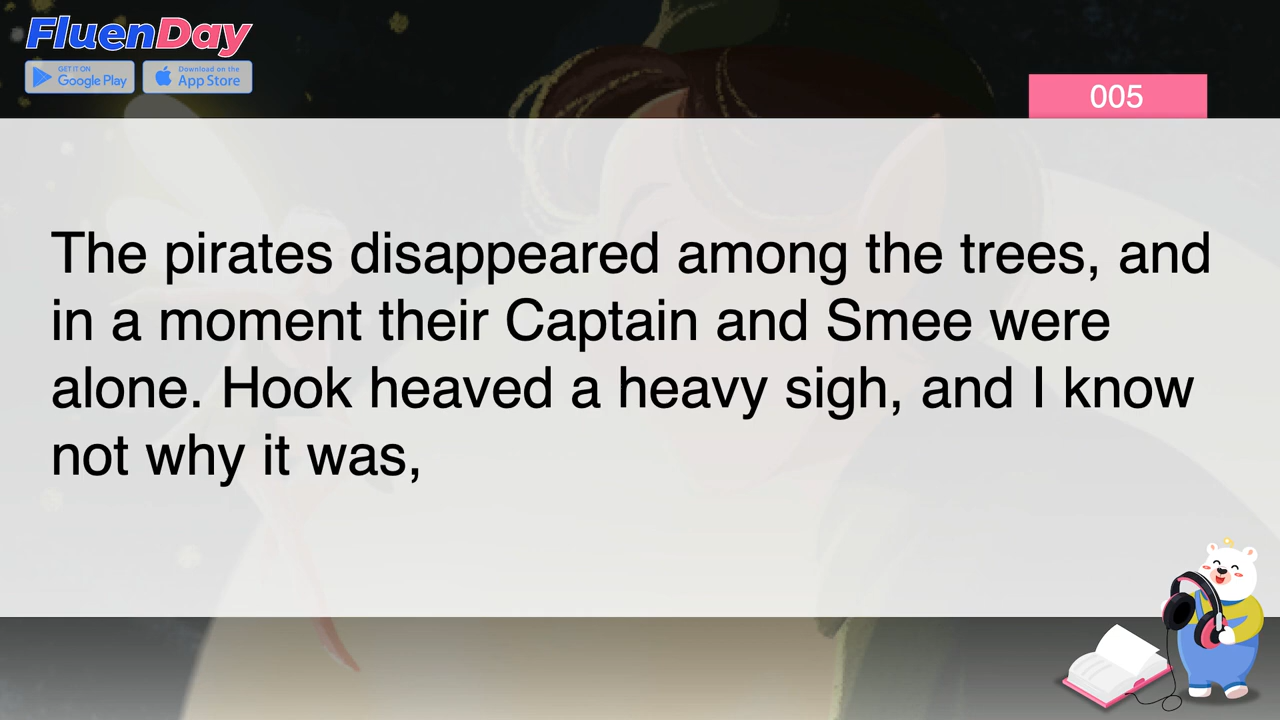 FluenDay
GET IT ON
Google Play
Download on the
App Store
005
The pirates disappeared among the trees, and
in a moment their Captain and Smee were
alone. Hook heaved a heavy sigh, and I know
not why it was,